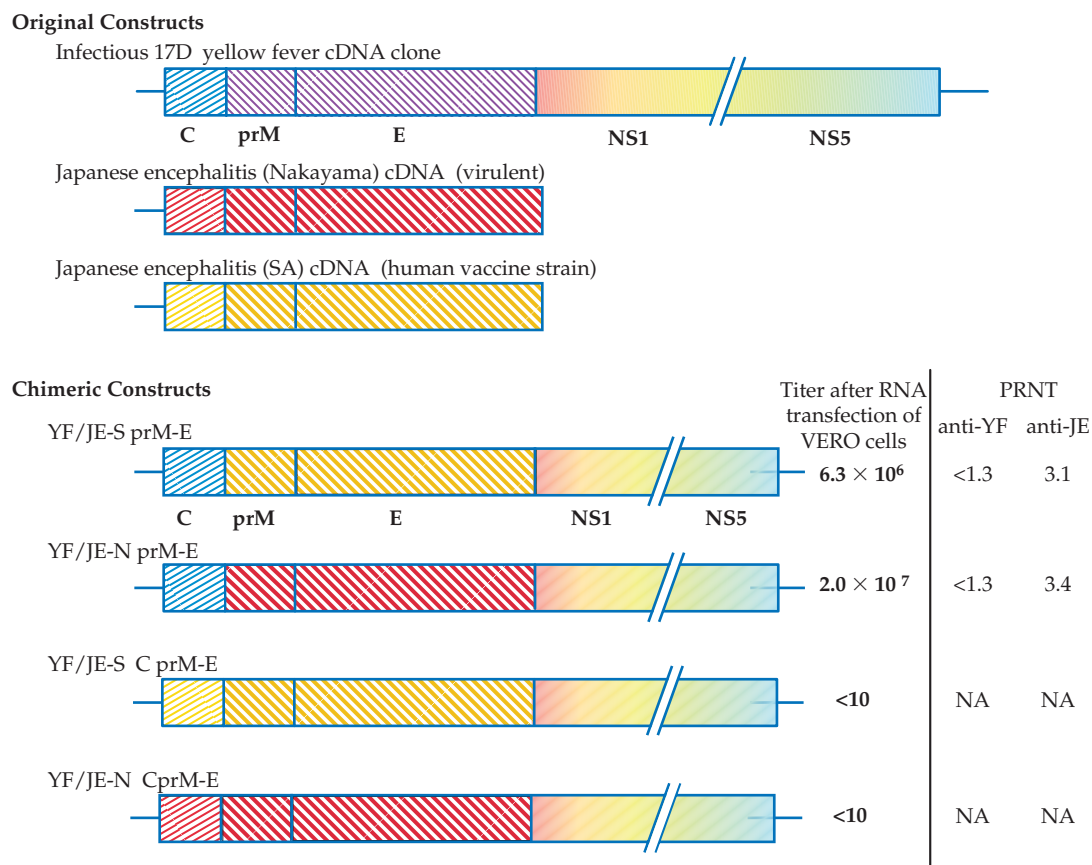 Original Constructs
Infectious 17D yellow fever cDNA clone
C prM E NS1 NS5
Japanese encephalitis (Nakayama) cDNA (virulent)
Japanese encephalitis (SA) cDNA (human vaccine strain)
Chimeric Constructs
Titer after RNA
transfection of
VERO cells
PRNT
anti-YF anti-JE
YF/JE-S prM-E
6.3 × 10⁶ <1.3 3.1
C prM E NS1 NS5
YF/JE-N prM-E
2.0 × 10⁷ <1.3 3.4
YF/JE-S C prM-E
<10 NA NA
YF/JE-N CprM-E
<10 NA NA